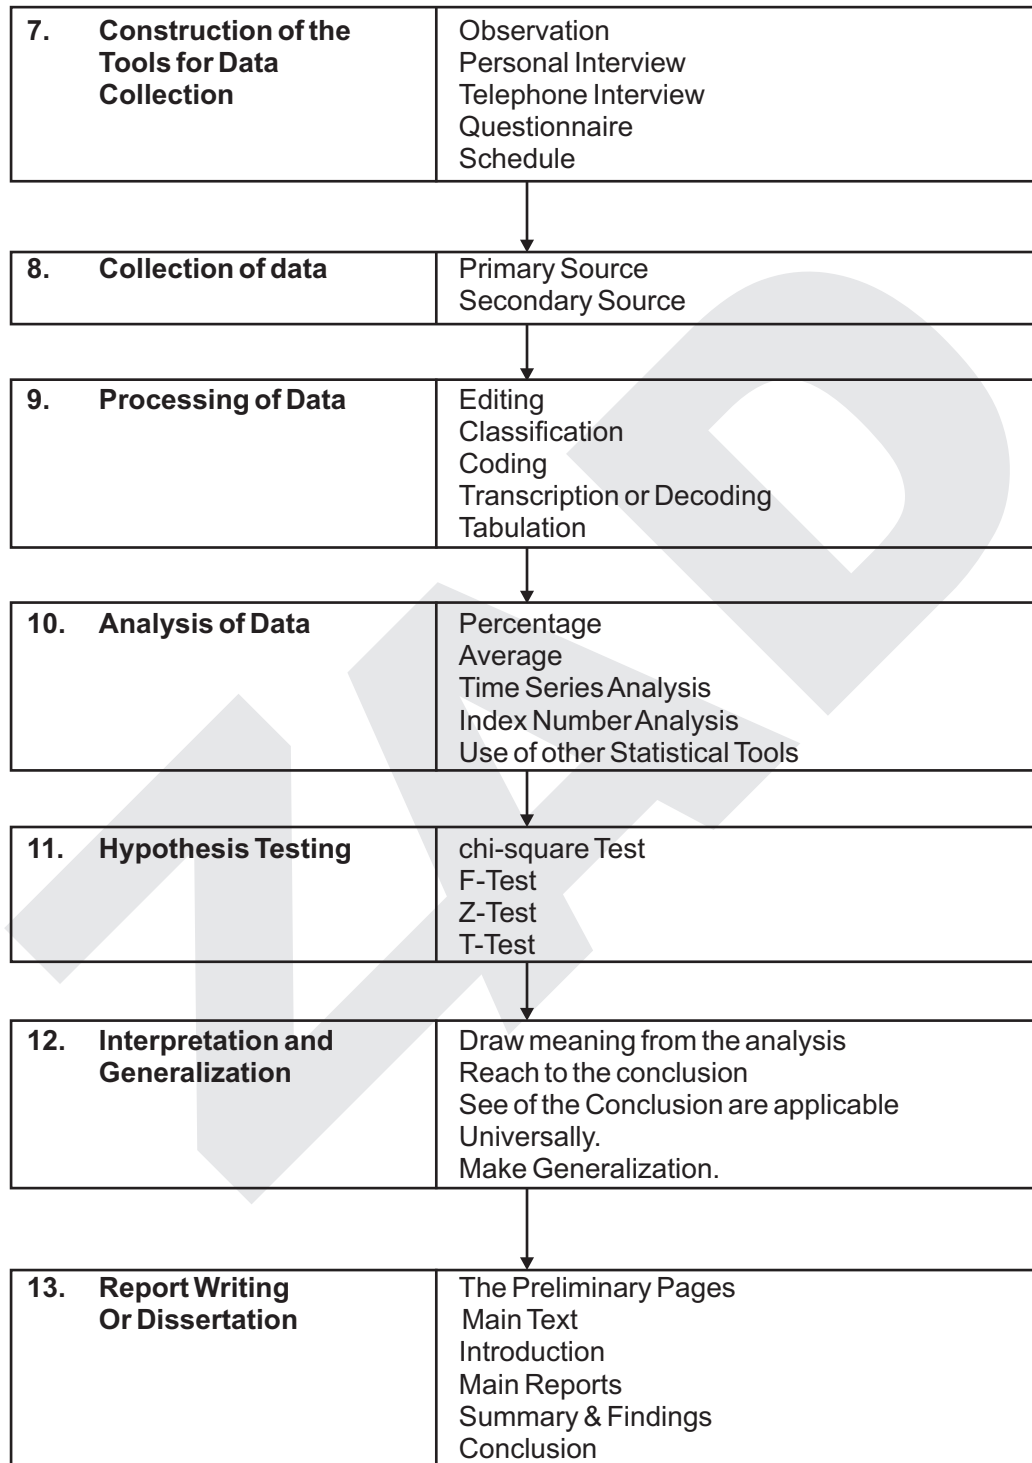 7. Construction of the
Tools for Data
Collection
Observation
Personal Interview
Telephone Interview
Questionnaire
Schedule
8. Collection of data
Primary Source
Secondary Source
9. Processing of Data
Editing
Classification
Coding
Transcription or Decoding
Tabulation
10. Analysis of Data
Percentage
Average
Time Series Analysis
Index Number Analysis
Use of other Statistical Tools
11. Hypothesis Testing
chi-square Test
F-Test
Z-Test
T-Test
12. Interpretation and
Generalization
Draw meaning from the analysis
Reach to the conclusion
See of the Conclusion are applicable
Universally.
Make Generalization.
13. Report Writing
Or Dissertation
The Preliminary Pages
Main Text
Introduction
Main Reports
Summary & Findings
Conclusion
ZAD